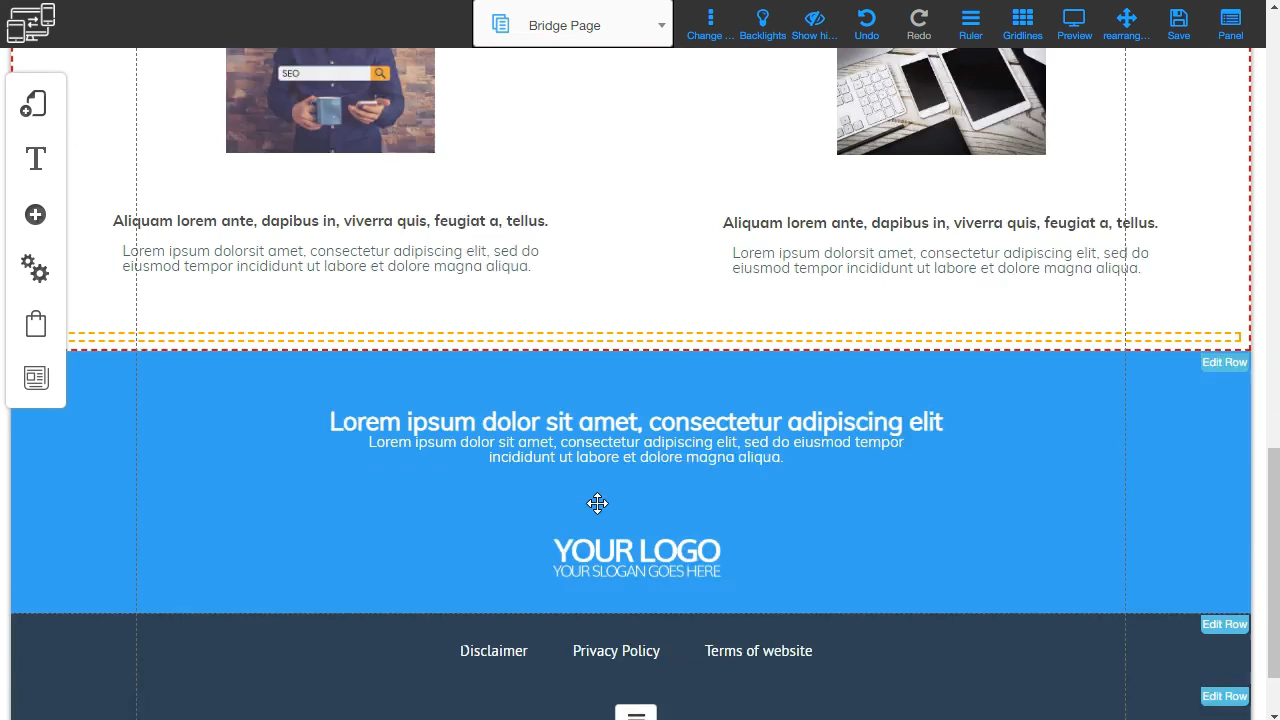 Bridge Page
Change ...
Backlights
Show hi...
Undo
Redo
Ruler
Gridlines
Preview
rearrang...
Save
Panel
SEO
Aliquam lorem ante, dapibus in, viverra quis, feugiat a, tellus.
Lorem ipsum dolorsit amet, consectetur adipiscing elit, sed do
eiusmod tempor incididunt ut labore et dolore magna aliqua.
Aliquam lorem ante, dapibus in, viverra quis, feugiat a, tellus.
Lorem ipsum dolorsit amet, consectetur adipiscing elit, sed do
eiusmod tempor incididunt ut labore et dolore magna aliqua.
Edit Row
Lorem ipsum dolor sit amet, consectetur adipiscing elit
Lorem ipsum dolor sit amet, consectetur adipiscing elit, sed do eiusmod tempor
incididunt ut labore et dolore magna aliqua.
YOUR LOGO
YOUR SLOGAN GOES HERE
Edit Row
Disclaimer
Privacy Policy
Terms of website
Edit Row